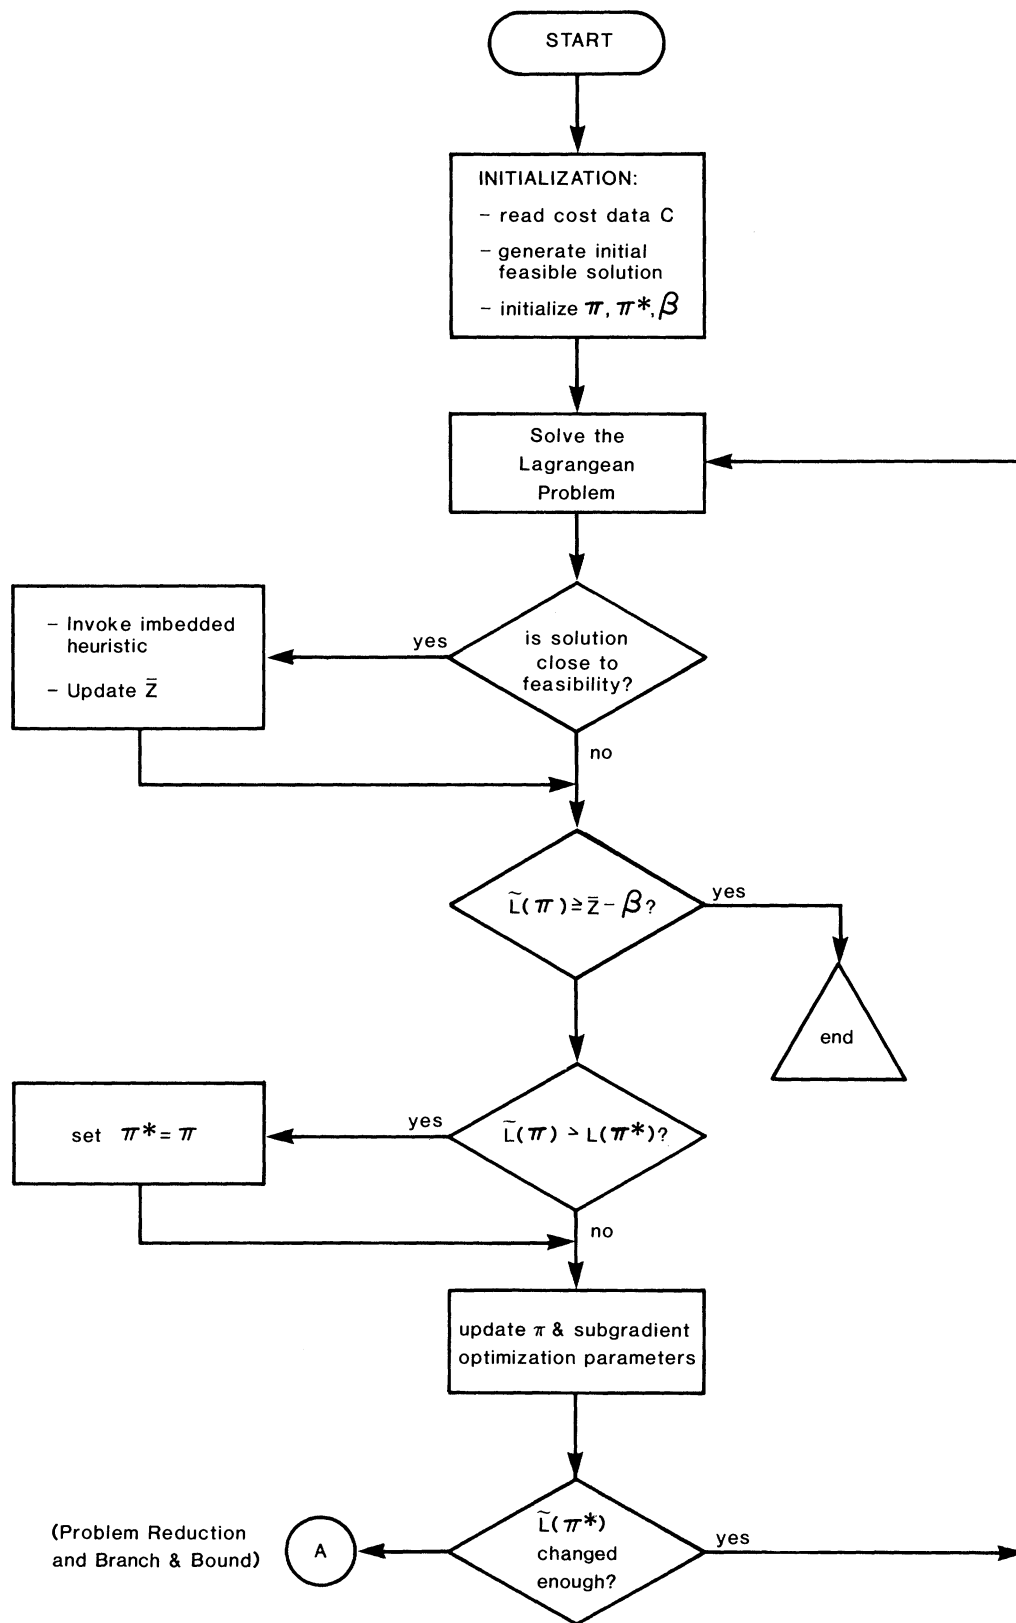 START
INITIALIZATION:
– read cost data C
– generate initial
feasible solution
– initialize π, π*, β
Solve the
Lagrangean
Problem
– Invoke imbedded
heuristic
– Update Z̄
yes
is solution
close to
feasibility?
no
L̃(π) ≧ z̄ – β?
yes
end
set π* = π
yes
L̃(π) > L(π*)?
no
update π & subgradient
optimization parameters
(Problem Reduction
and Branch & Bound)
A
L̃(π*)
changed
enough?
yes